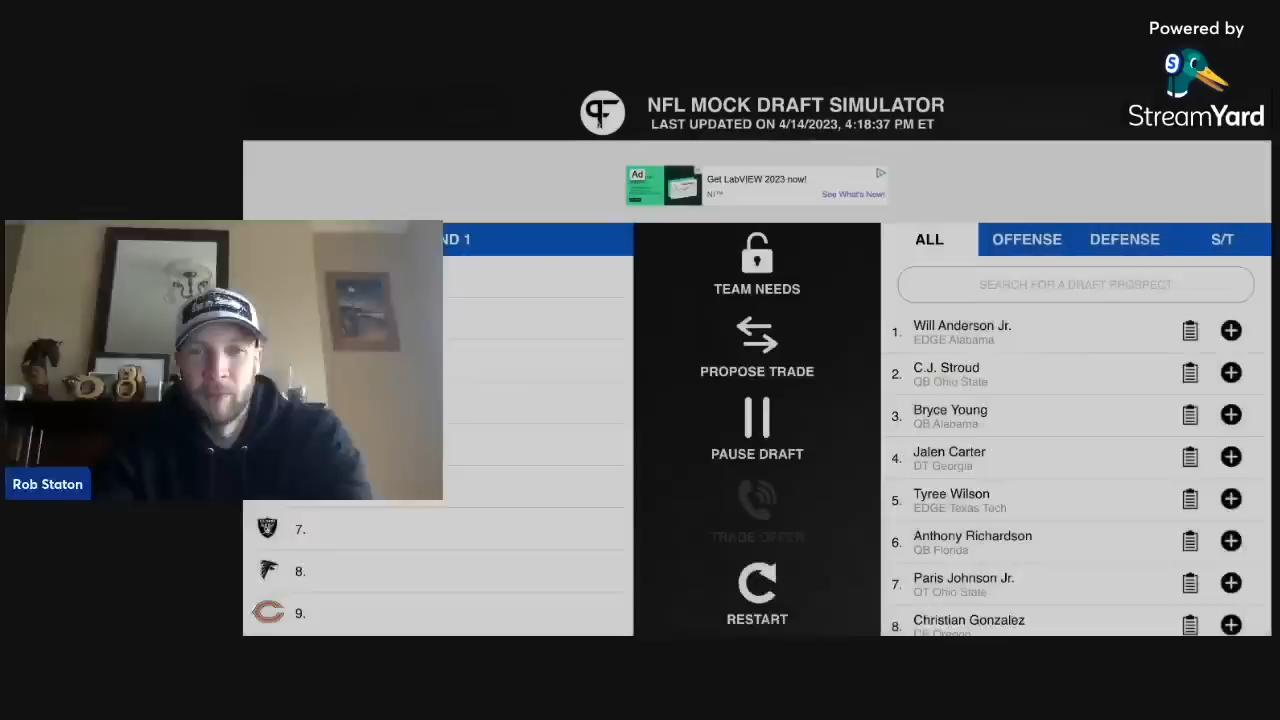 Powered by
StreamYard
NFL MOCK DRAFT SIMULATOR
LAST UPDATED ON 4/14/2023, 4:18:37 PM ET
Ad
Get LabVIEW 2023 now!
NI™
See What's Now!
ND 1
ALL
OFFENSE
DEFENSE
S/T
TEAM NEEDS
SEARCH FOR A DRAFT PROSPECT
1. Will Anderson Jr.
EDGE Alabama
PROPOSE TRADE
2. C.J. Stroud
QB Ohio State
3. Bryce Young
QB Alabama
PAUSE DRAFT
4. Jalen Carter
DT Georgia
Rob Staton
5. Tyree Wilson
EDGE Texas Tech
7.
TRADE OFFER
6. Anthony Richardson
QB Florida
8.
7. Paris Johnson Jr.
OT Ohio State
9.
RESTART
8. Christian Gonzalez